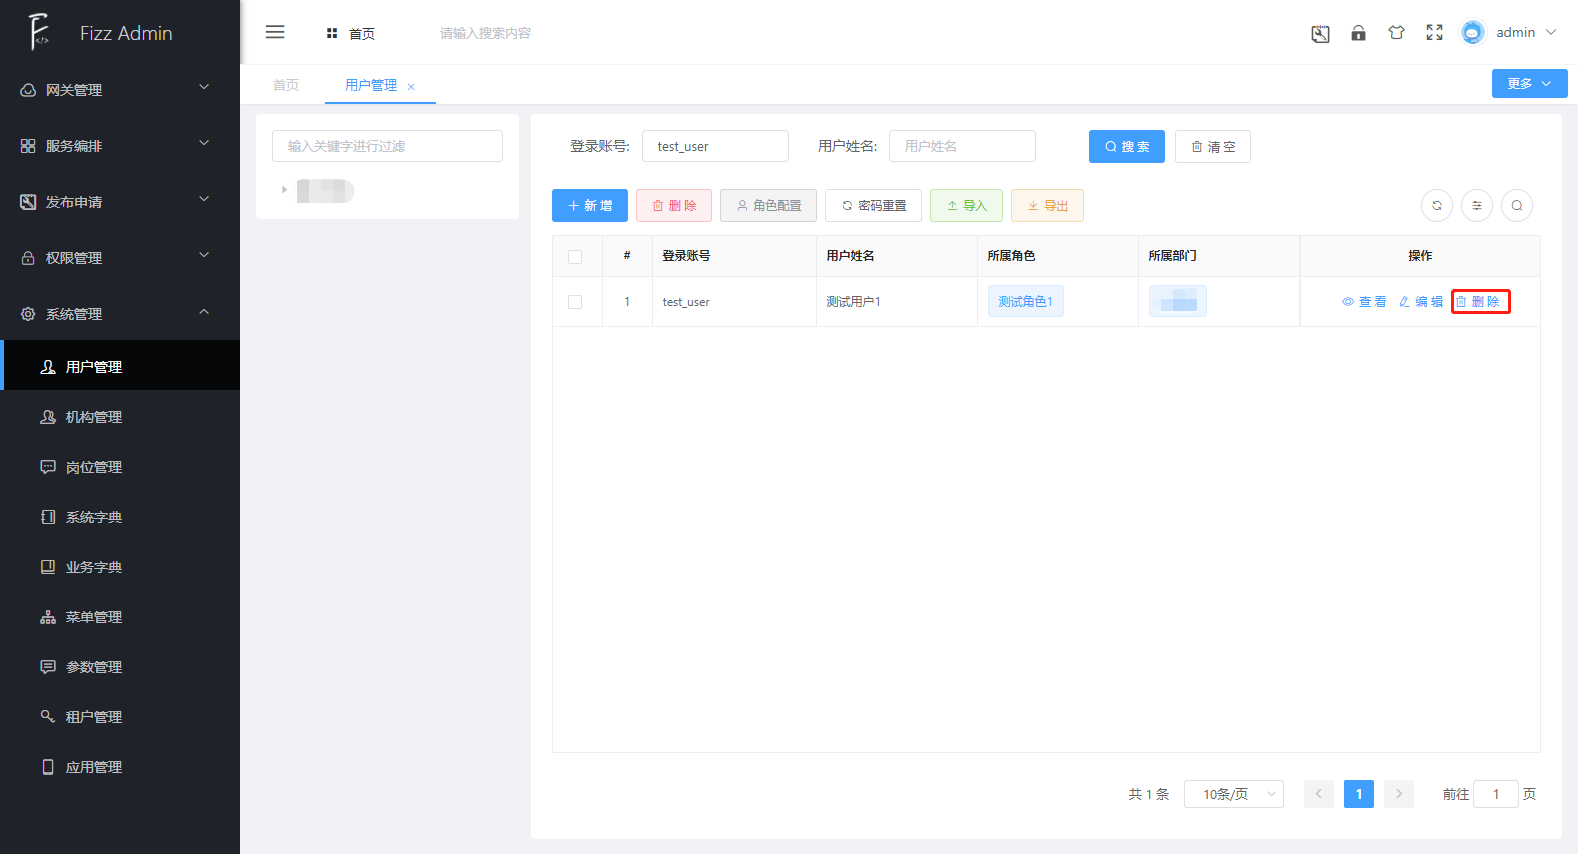 Fizz Admin
首页
请输入搜索内容
admin
网关管理
服务编排
发布申请
权限管理
系统管理
用户管理
机构管理
岗位管理
系统字典
业务字典
菜单管理
参数管理
租户管理
应用管理
首页 用户管理 ×
更多
输入关键字进行过滤
登录账号: test_user 用户姓名: 用户姓名 搜 索 清 空
新 增 删 除 角色配置 密码重置 导入 导出
# 登录账号 用户姓名 所属角色 所属部门 操作
1 test_user 测试用户1 测试角色1 查 看 编 辑 删 除
共 1 条 10条/页 1 前往 1 页